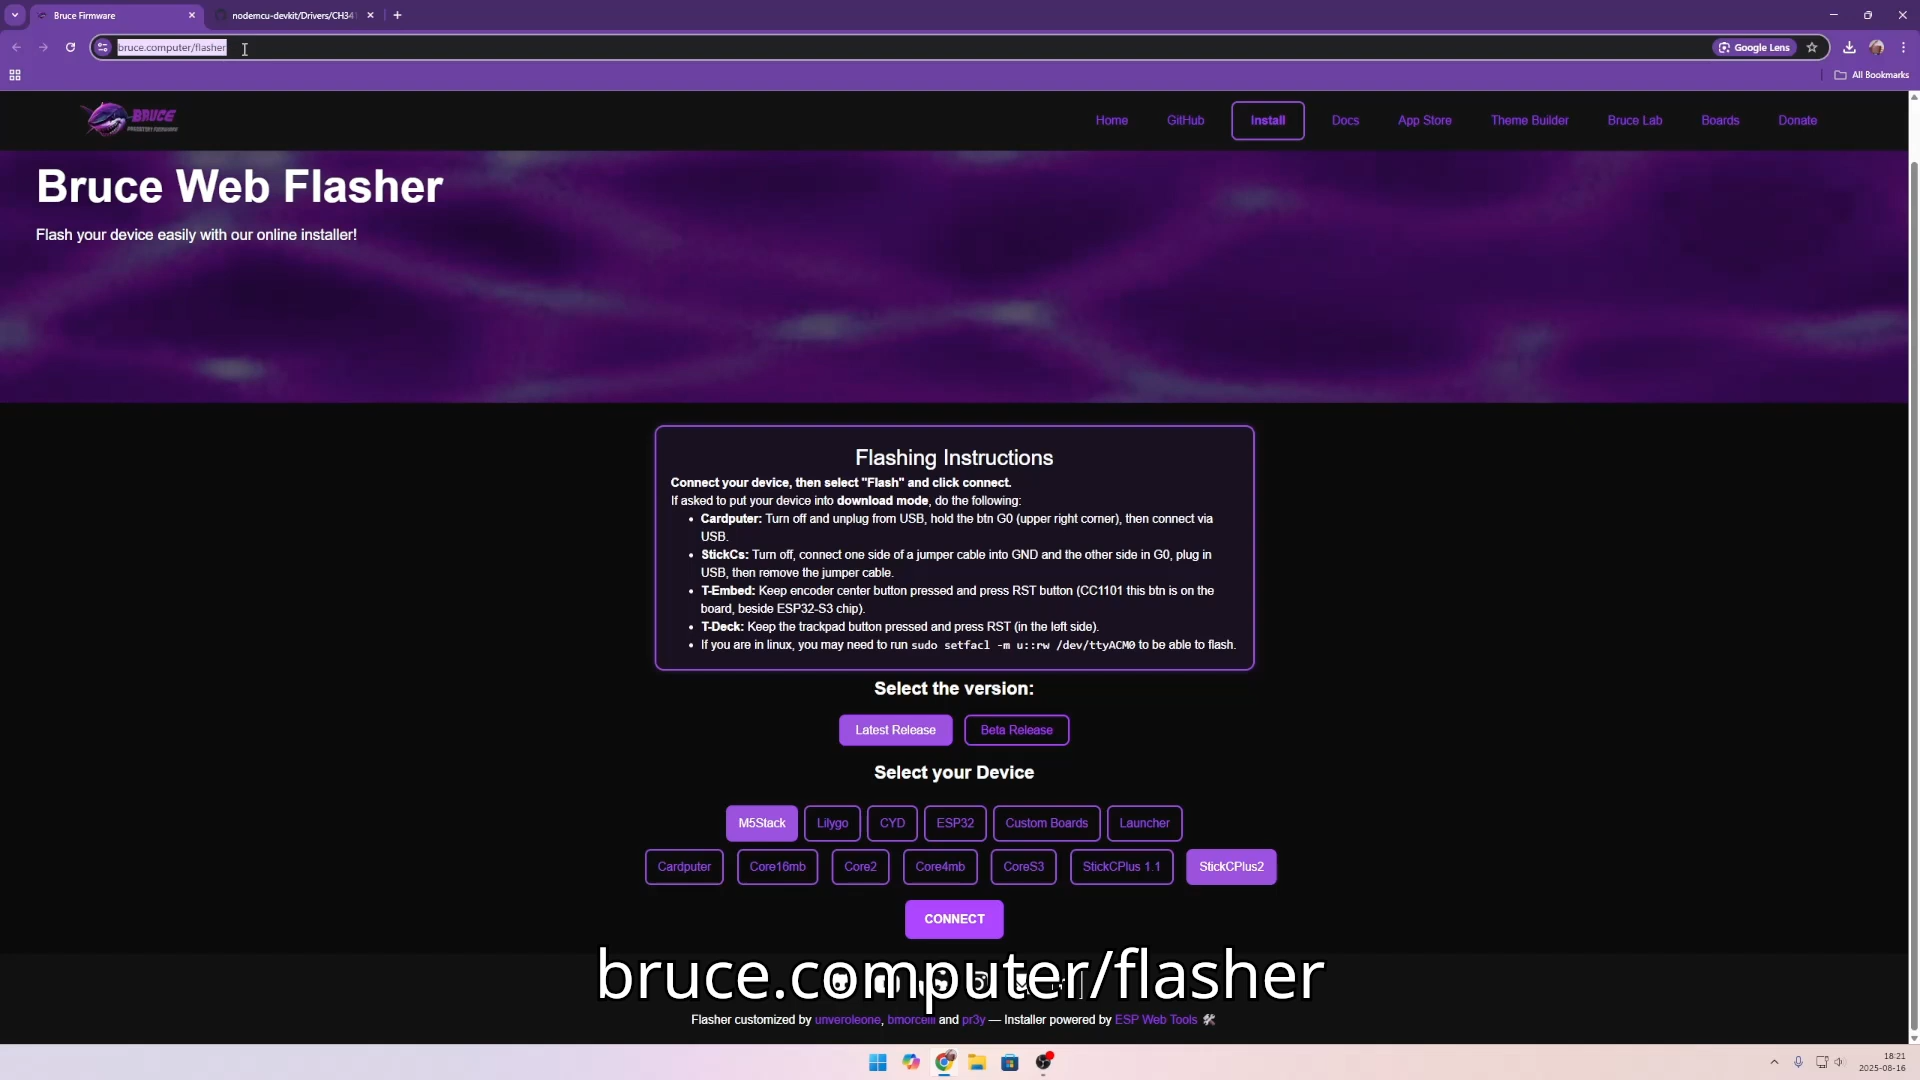 Bruce Firmware
nodemcu-devkit/Drivers/CH341
bruce.computer/flasher
Google Lens
All Bookmarks
BRUCE
Home
GitHub
Install
Docs
App Store
Theme Builder
Bruce Lab
Boards
Donate
Bruce Web Flasher
Flash your device easily with our online installer!
Flashing Instructions
Connect your device, then select "Flash" and click connect.
If asked to put your device into download mode, do the following:
• Cardputer: Turn off and unplug from USB, hold the btn G0 (upper right corner), then connect via
USB.
• StickCs: Turn off, connect one side of a jumper cable into GND and the other side in G0, plug in
USB, then remove the jumper cable.
• T-Embed: Keep encoder center button pressed and press RST button (CC1101 this btn is on the
board, beside ESP32-S3 chip).
• T-Deck: Keep the trackpad button pressed and press RST (in the left side).
• If you are in linux, you may need to run sudo setfacl -m u::rw /dev/ttyACM0 to be able to flash.
Select the version:
Latest Release
Beta Release
Select your Device
M5Stack
Lilygo
CYD
ESP32
Custom Boards
Launcher
Cardputer
Core16mb
Core2
Core4mb
CoreS3
StickCPlus 1.1
StickCPlus2
CONNECT
bruce.computer/flasher
Flasher customized by unveroleone, bmorcelli and pr3y — Installer powered by ESP Web Tools 🛠
18:21
2025-08-16